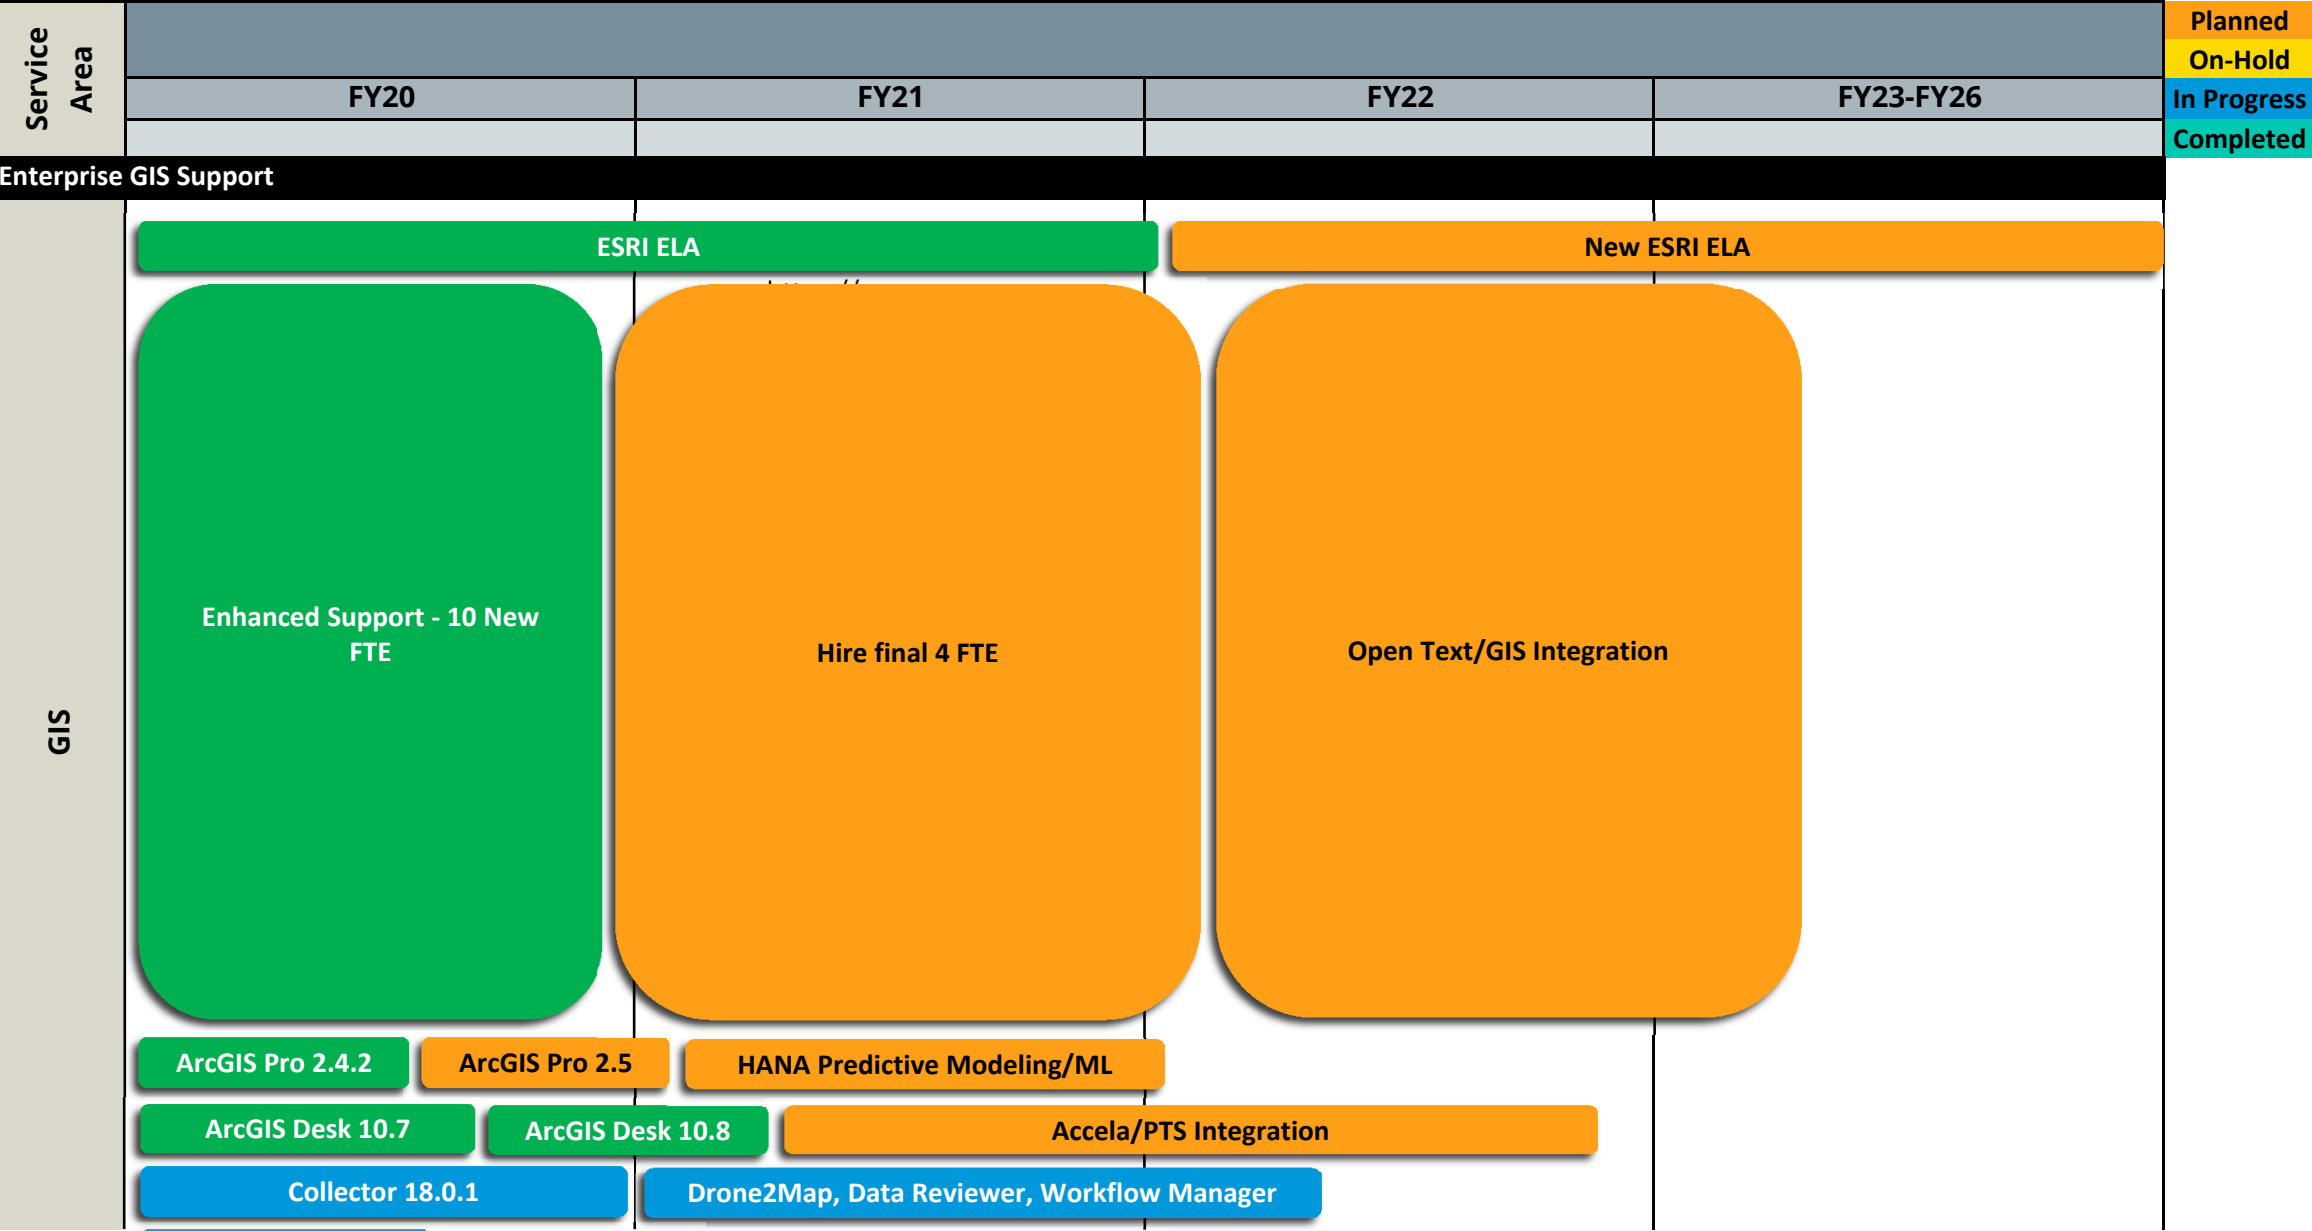 Service
Area
FY20
FY21
FY22
FY23-FY26
Planned
On-Hold
In Progress
Completed
Enterprise GIS Support
GIS
ESRI ELA
New ESRI ELA
Enhanced Support - 10 New
FTE
Hire final 4 FTE
Open Text/GIS Integration
ArcGIS Pro 2.4.2
ArcGIS Pro 2.5
HANA Predictive Modeling/ML
ArcGIS Desk 10.7
ArcGIS Desk 10.8
Accela/PTS Integration
Collector 18.0.1
Drone2Map, Data Reviewer, Workflow Manager